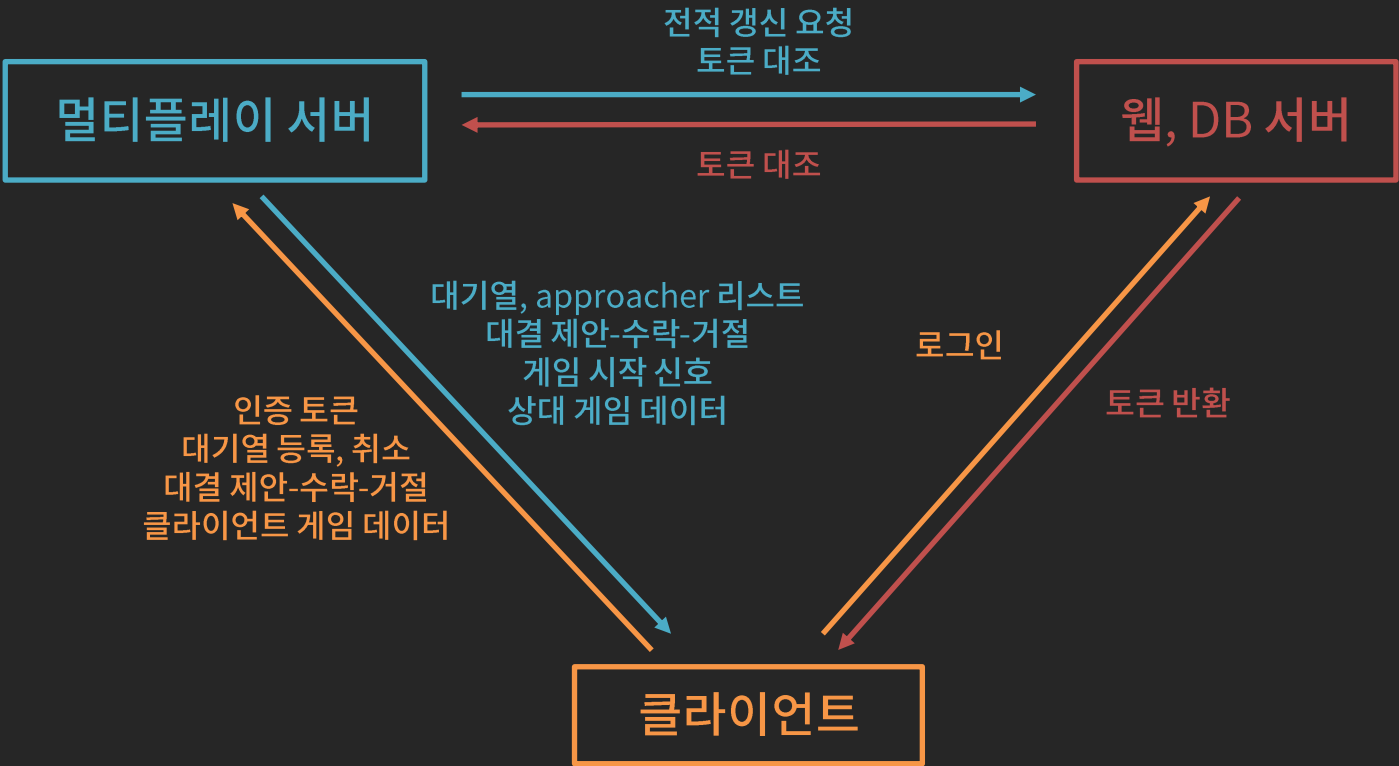 전적 갱신 요청
토큰 대조
멀티플레이 서버
웹, DB 서버
토큰 대조
대기열, approacher 리스트
대결 제안-수락-거절
게임 시작 신호
상대 게임 데이터
로그인
토큰 반환
인증 토큰
대기열 등록, 취소
대결 제안-수락-거절
클라이언트 게임 데이터
클라이언트